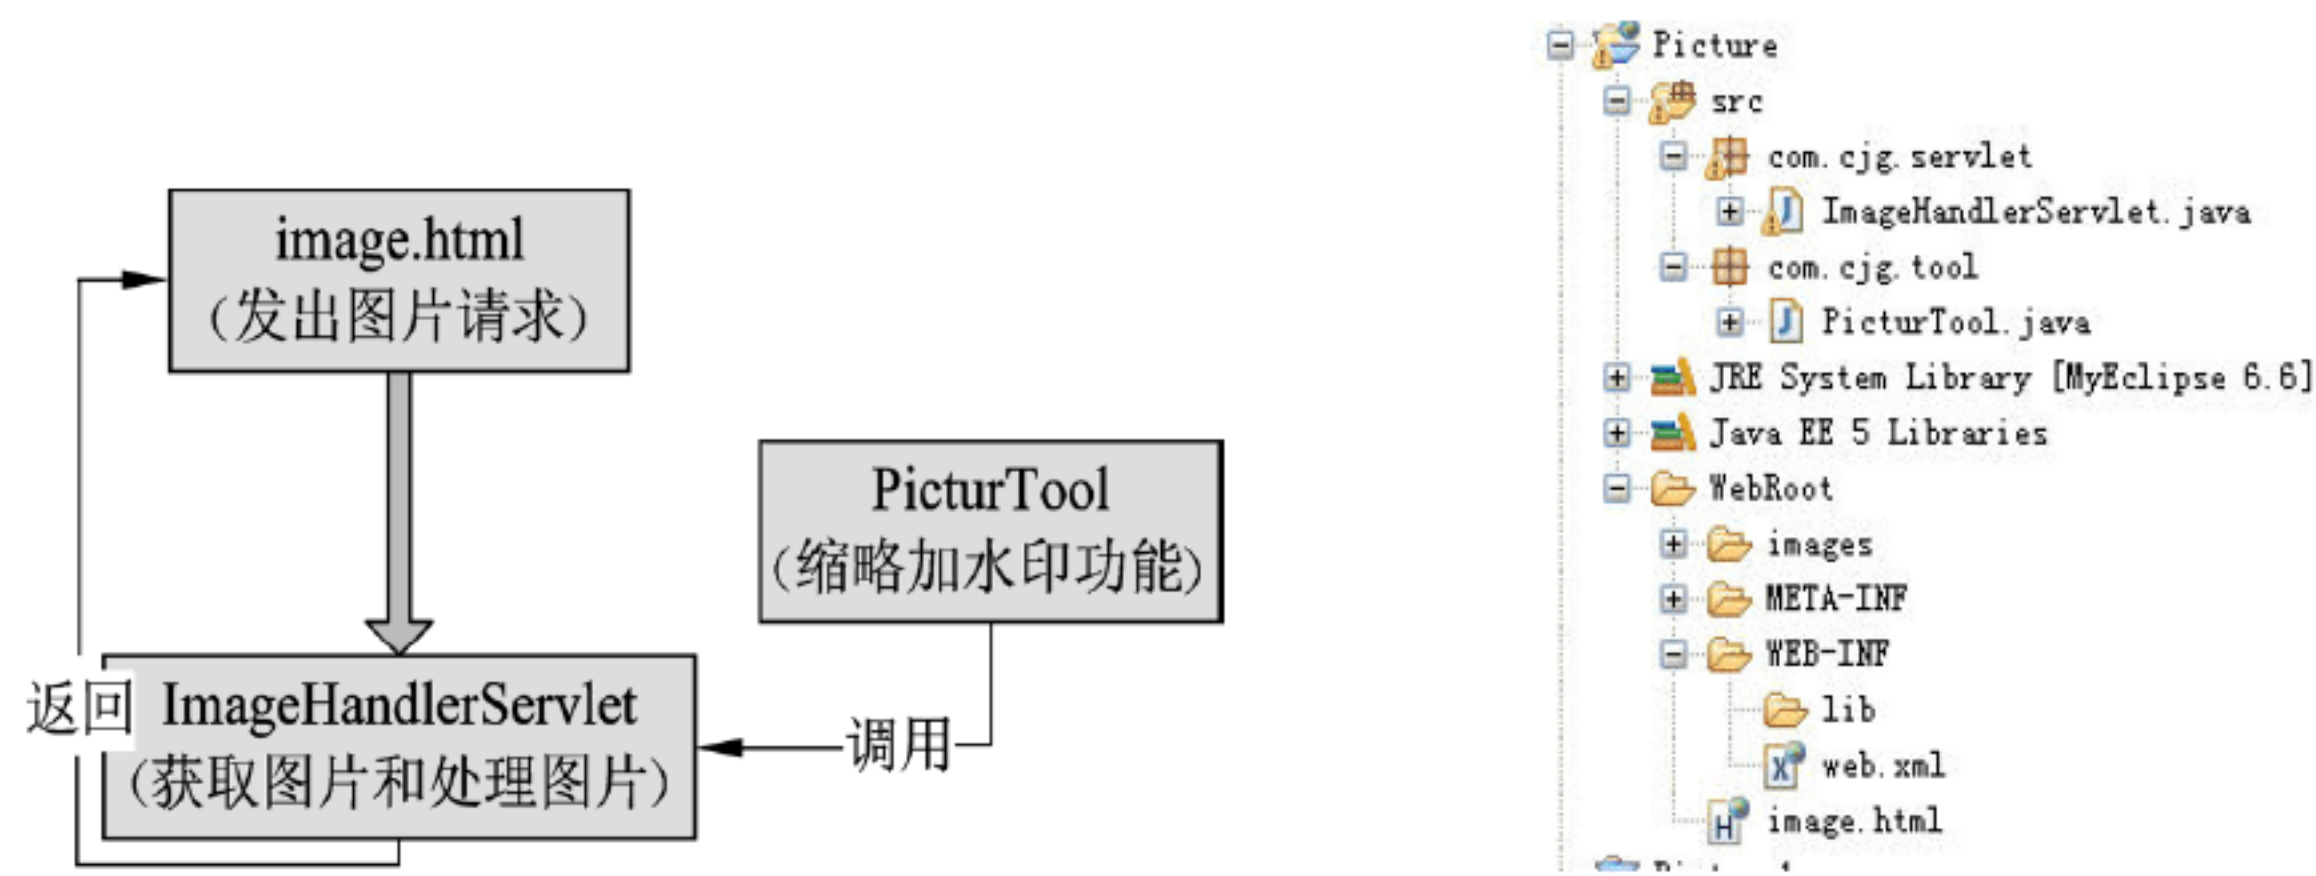 image.html
(发出图片请求)
PicturTool
(缩略加水印功能)
返回
ImageHandlerServlet
(获取图片和处理图片)
调用
Picture
src
com.cjg.servlet
ImageHandlerServlet.java
com.cjg.tool
PicturTool.java
JRE System Library [MyEclipse 6.6]
Java EE 5 Libraries
WebRoot
images
META-INF
WEB-INF
lib
web.xml
image.html